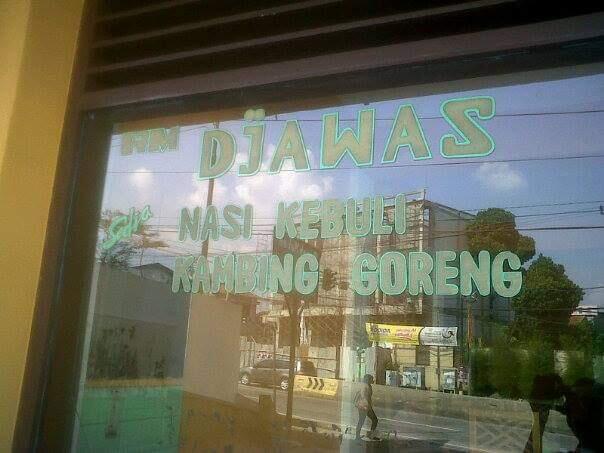 RM DJAWAS
Sedia NASI KEBULI
KAMBING GORENG